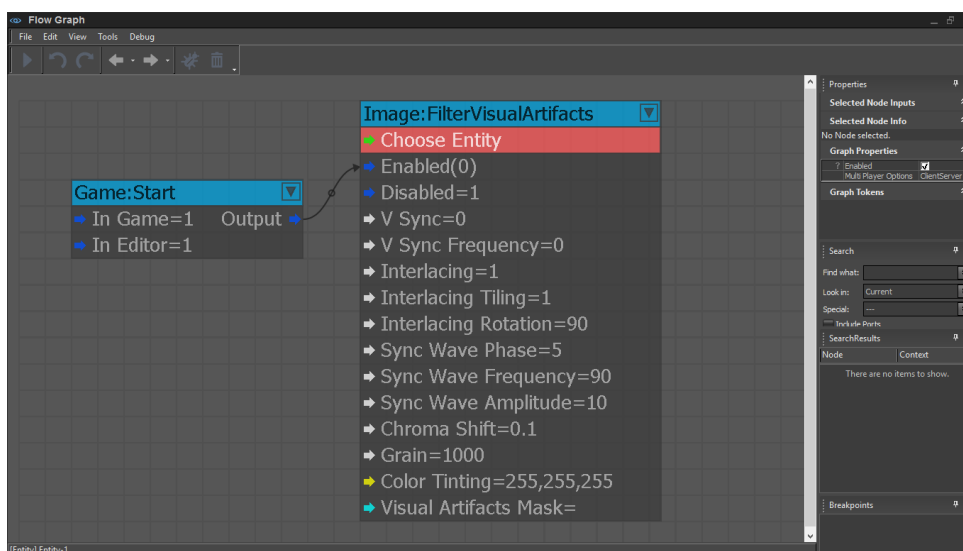 Flow Graph
File Edit View Tools Debug
Game:Start
In Game=1 Output
In Editor=1
Image:FilterVisualArtifacts
Choose Entity
Enabled(0)
Disabled=1
V Sync=0
V Sync Frequency=0
Interlacing=1
Interlacing Tiling=1
Interlacing Rotation=90
Sync Wave Phase=5
Sync Wave Frequency=90
Sync Wave Amplitude=10
Chroma Shift=0.1
Grain=1000
Color Tinting=255,255,255
Visual Artifacts Mask=
Properties
Selected Node Inputs
Selected Node Info
No Node selected.
Graph Properties
? Enabled
Multi Player Options ClientServer
Graph Tokens
Search
Find what:
Look in: Current
Special: ---
Include Ports
SearchResults
Node Context
There are no items to show.
Breakpoints
[Entity] Entity-1